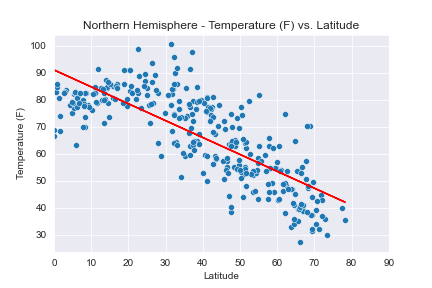 Northern Hemisphere - Temperature (F) vs. Latitude
Temperature (F)
100
90
80
70
60
50
40
30
0 10 20 30 40 50 60 70 80 90
Latitude